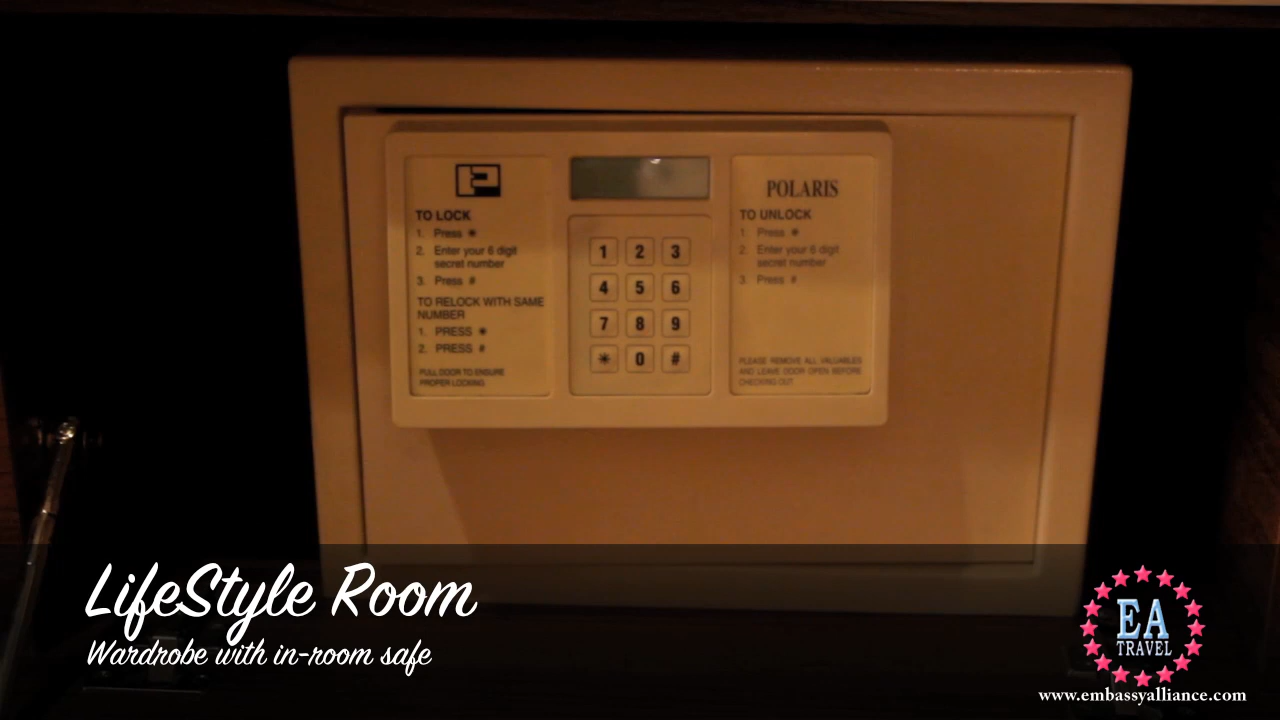 TO LOCK
1. Press ✱
2. Enter your 6 digit
secret number
3. Press #
TO RELOCK WITH SAME
NUMBER
1. PRESS ✱
2. PRESS #
PULL DOOR TO ENSURE
PROPER LOCKING.
1 2 3
4 5 6
7 8 9
✱ 0 #
POLARIS
TO UNLOCK
1. Press ✱
2. Enter your 6 digit
secret number
3. Press #
PLEASE REMOVE ALL VALUABLES
AND LEAVE DOOR OPEN BEFORE
CHECKING OUT.
LifeStyle Room
Wardrobe with in-room safe
EA
TRAVEL
www.embassyalliance.com